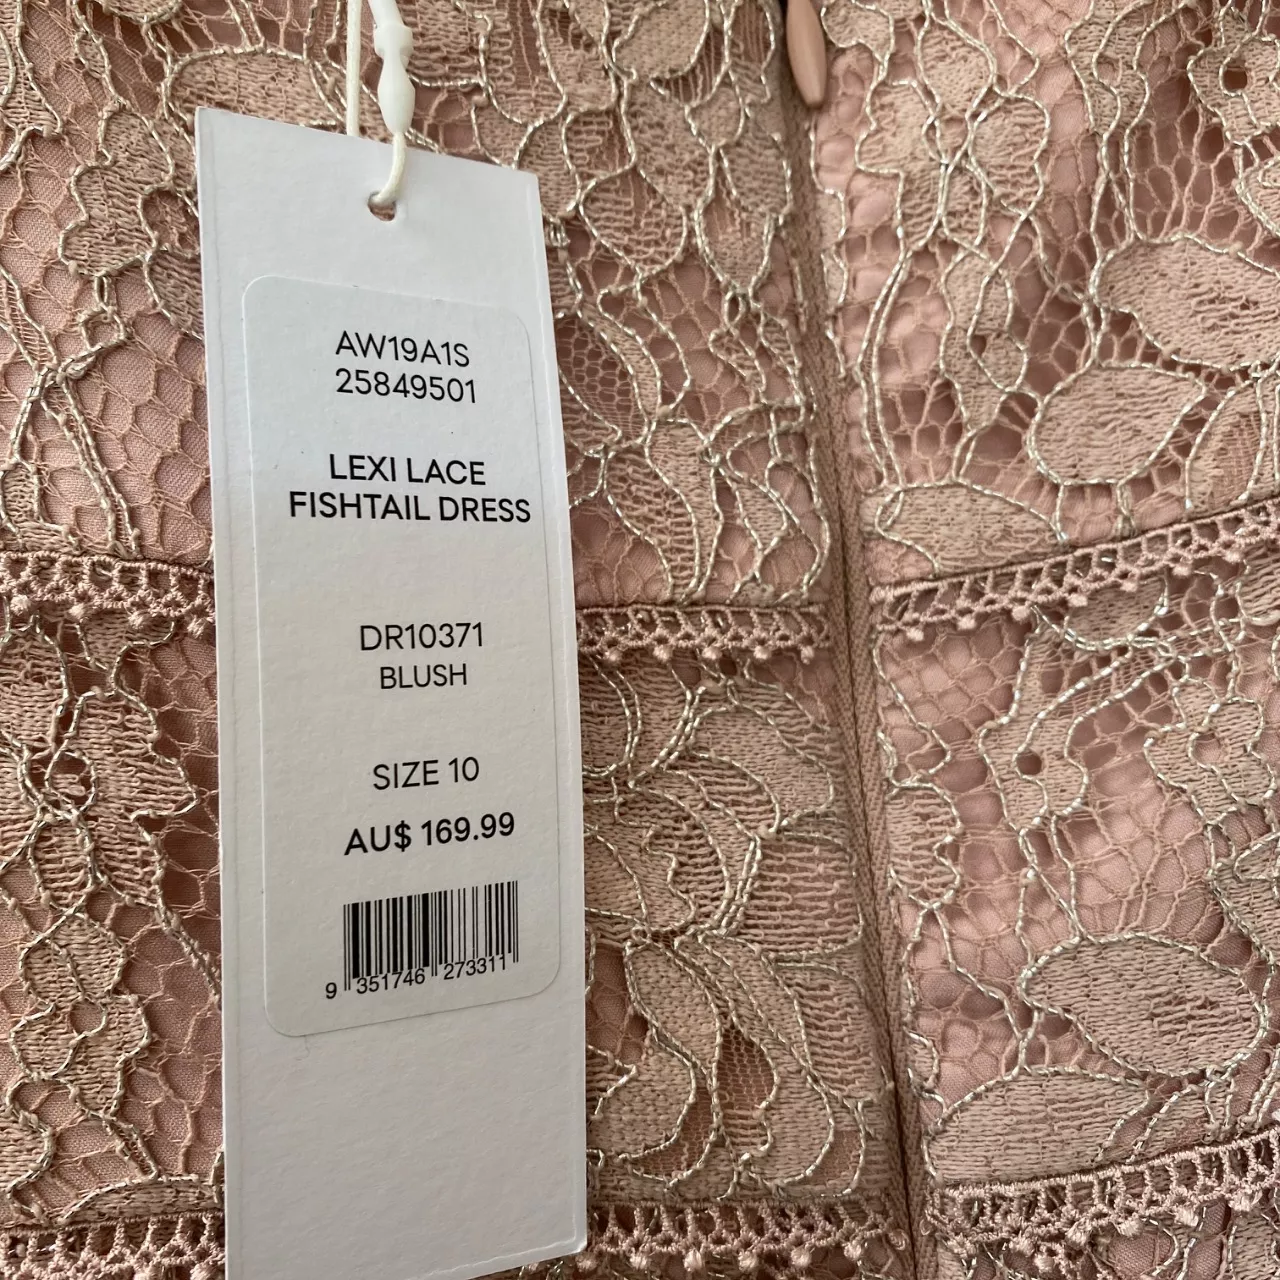 AW19A1S
25849501
LEXI LACE
FISHTAIL DRESS
DR10371
BLUSH
SIZE 10
AU$ 169.99
9 351746 273311